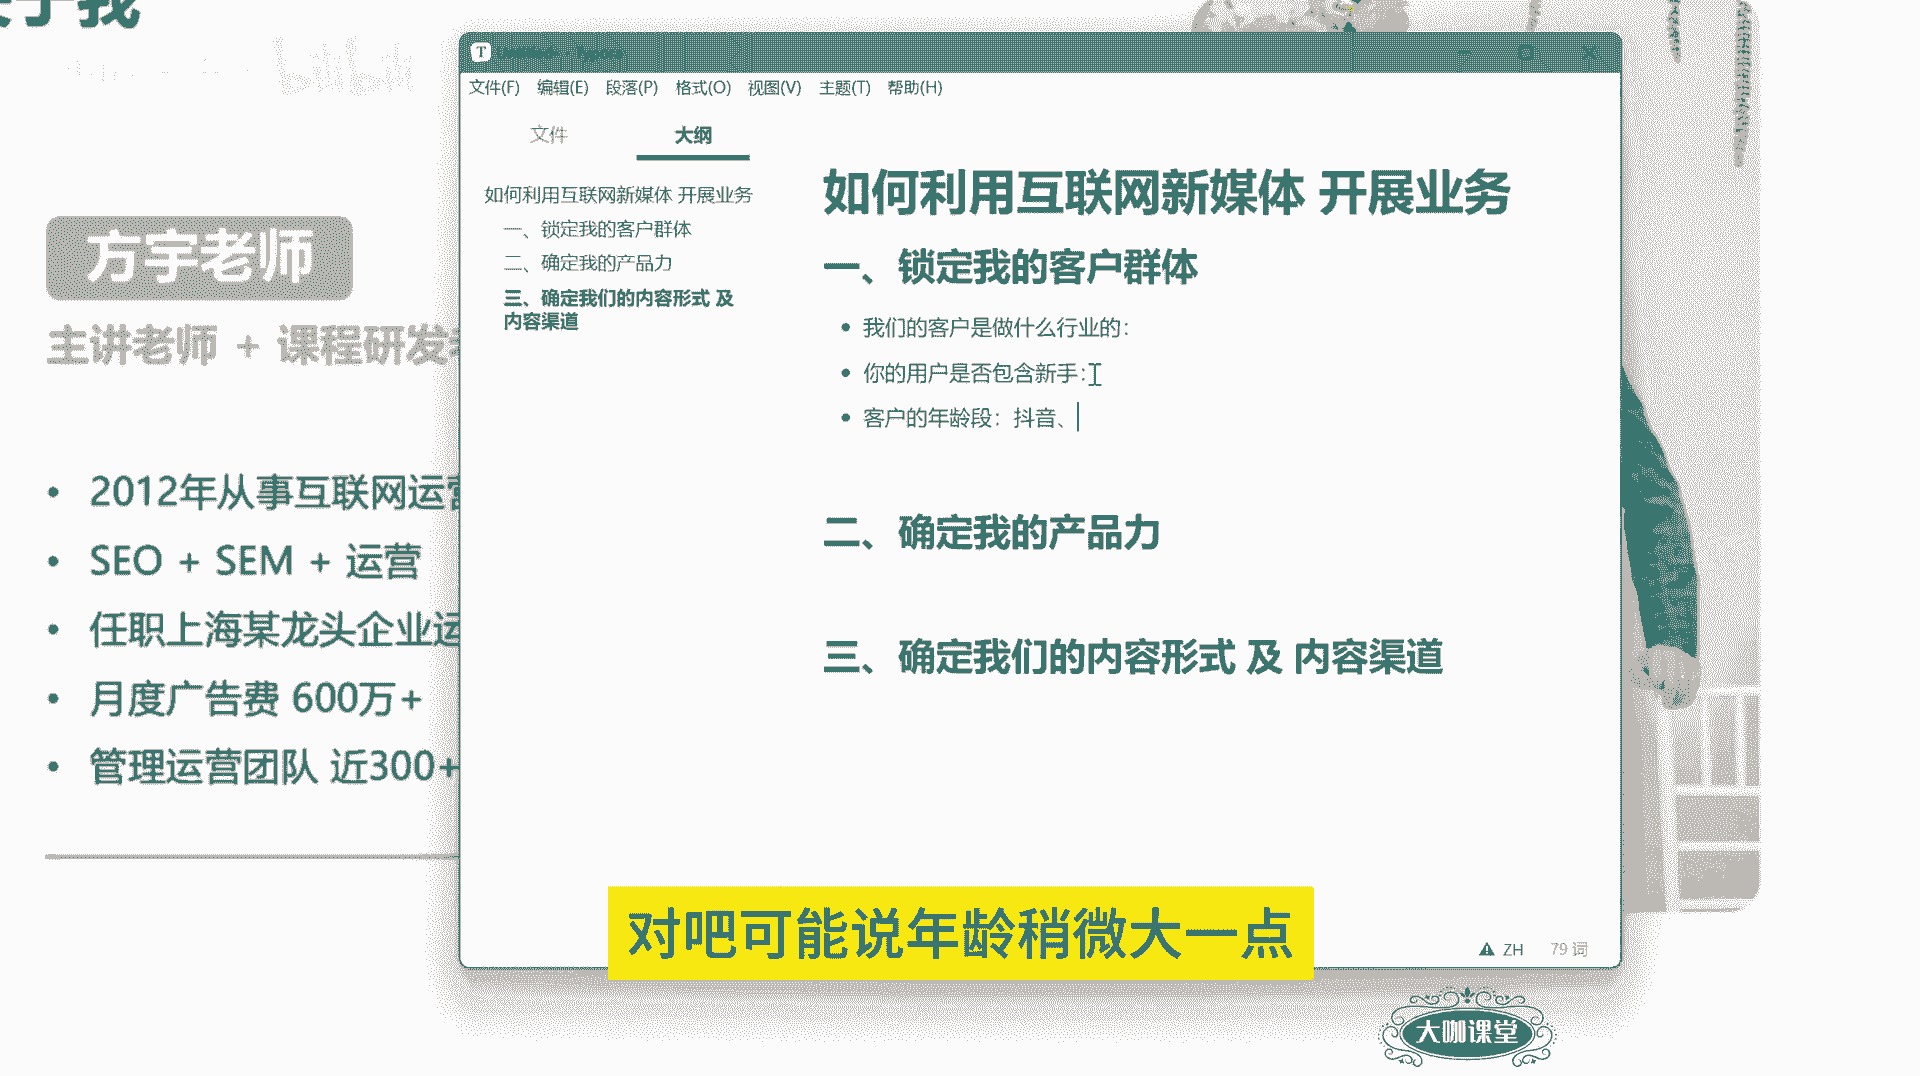 于我
bilibili
方宇老师
主讲老师 + 课程研发
2012年从事互联网运营
SEO + SEM + 运营
任职上海某龙头企业运
月度广告费 600万+
管理运营团队 近300+
T
文件(F) 编辑(E) 段落(P) 格式(O) 视图(V) 主题(T) 帮助(H)
文件 大纲
如何利用互联网新媒体 开展业务
一、锁定我的客户群体
二、确定我的产品力
三、确定我们的内容形式 及
内容渠道
如何利用互联网新媒体 开展业务
一、锁定我的客户群体
我们的客户是做什么行业的：
你的用户是否包含新手：
客户的年龄段：抖音、
二、确定我的产品力
三、确定我们的内容形式 及 内容渠道
ZH 79 词
对吧可能说年龄稍微大一点
大咖课堂